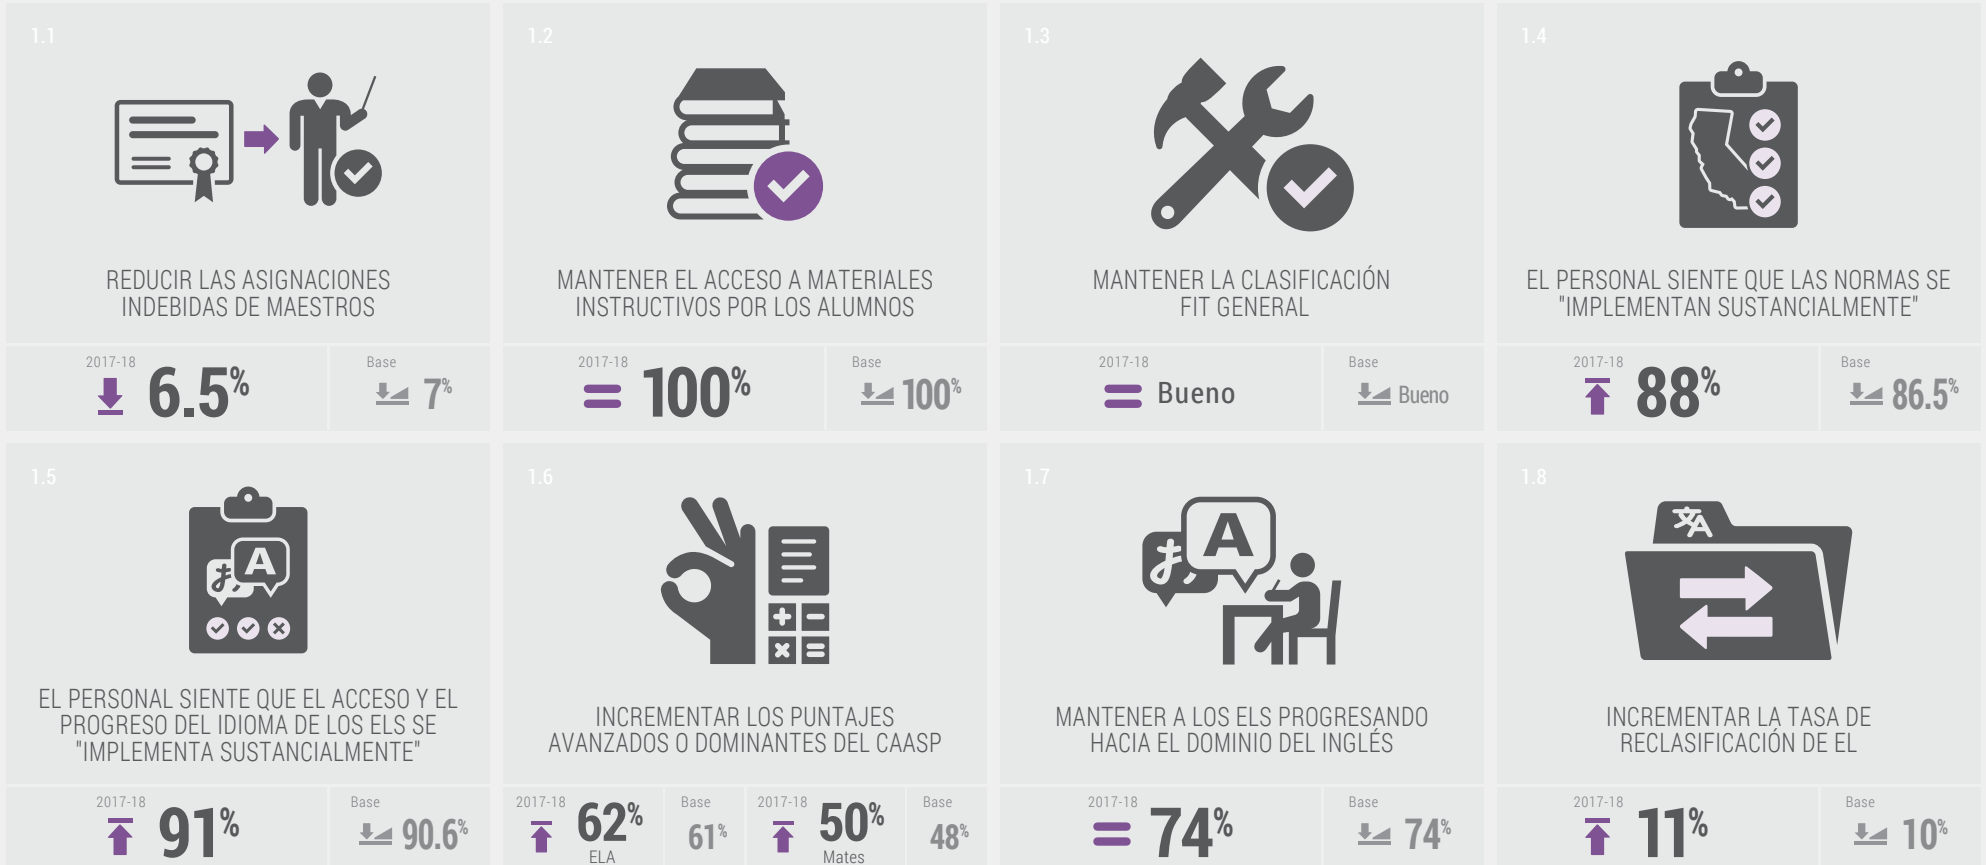 1.1
REDUCIR LAS ASIGNACIONES
INDEBIDAS DE MAESTROS
2017-18
6.5%
Base
7%
1.2
MANTENER EL ACCESO A MATERIALES
INSTRUCTIVOS POR LOS ALUMNOS
2017-18
100%
Base
100%
1.3
MANTENER LA CLASIFICACIÓN
FIT GENERAL
2017-18
Bueno
Base
Bueno
1.4
EL PERSONAL SIENTE QUE LAS NORMAS SE
"IMPLEMENTAN SUSTANCIALMENTE"
2017-18
88%
Base
86.5%
1.5
あ A
EL PERSONAL SIENTE QUE EL ACCESO Y EL
PROGRESO DEL IDIOMA DE LOS ELS SE
"IMPLEMENTA SUSTANCIALMENTE"
2017-18
91%
Base
90.6%
1.6
INCREMENTAR LOS PUNTAJES
AVANZADOS O DOMINANTES DEL CAASP
2017-18
62%
ELA
Base
61%
2017-18
50%
Mates
Base
48%
1.7
あ A
MANTENER A LOS ELS PROGRESANDO
HACIA EL DOMINIO DEL INGLÉS
2017-18
74%
Base
74%
1.8
文A
INCREMENTAR LA TASA DE
RECLASIFICACIÓN DE EL
2017-18
11%
Base
10%